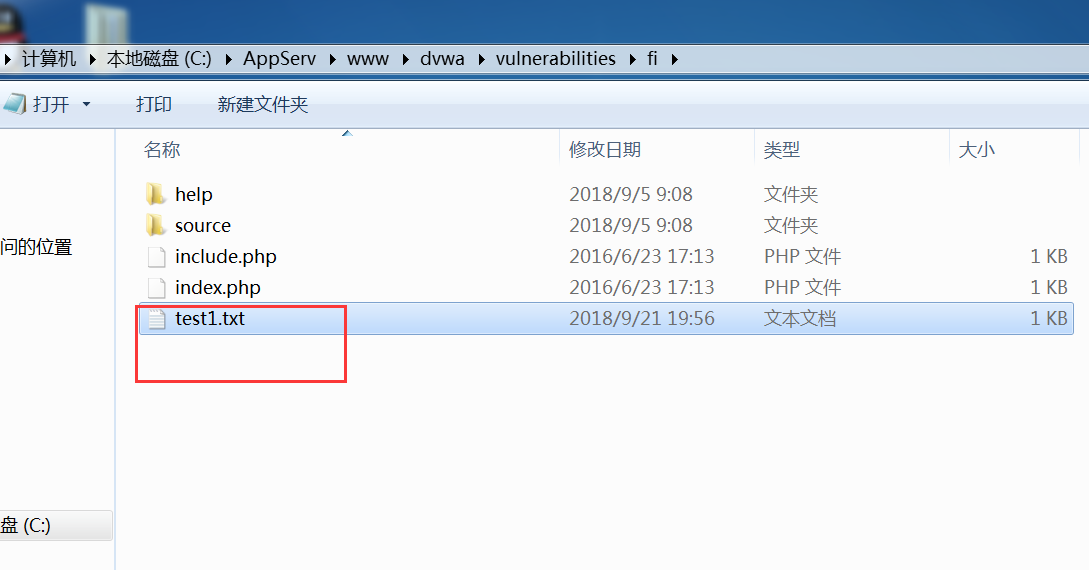 计算机 本地磁盘 (C:) AppServ www dvwa vulnerabilities fi
打开 打印 新建文件夹
名称 修改日期 类型 大小
help 2018/9/5 9:08 文件夹
source 2018/9/5 9:08 文件夹
问的位置
include.php 2016/6/23 17:13 PHP 文件 1 KB
index.php 2016/6/23 17:13 PHP 文件 1 KB
test1.txt 2018/9/21 19:56 文本文档 1 KB
盘 (C:)